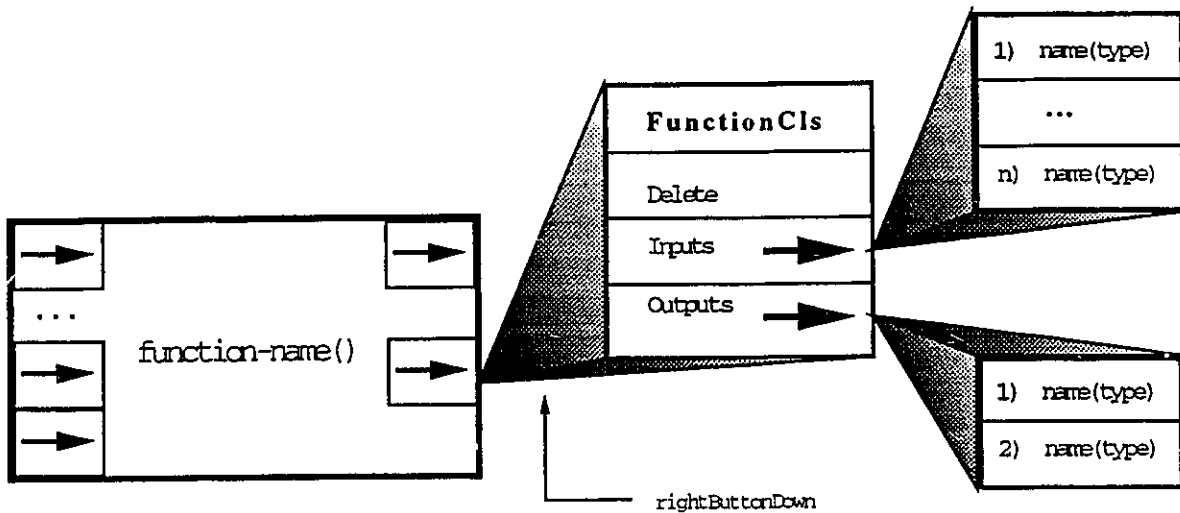 1) name(type)
...
n) name(type)
FunctionCls
Delete
Inputs
Outputs
...
function-name()
1) name(type)
2) name(type)
rightButtonDown